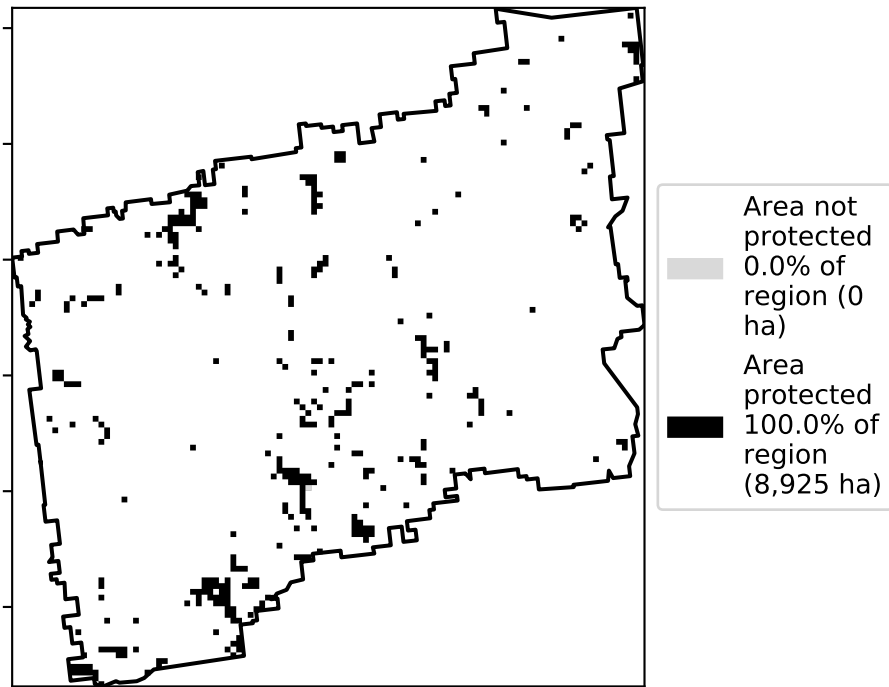 Area not
protected
0.0% of
region (0
ha)
Area
protected
100.0% of
region
(8,925 ha)